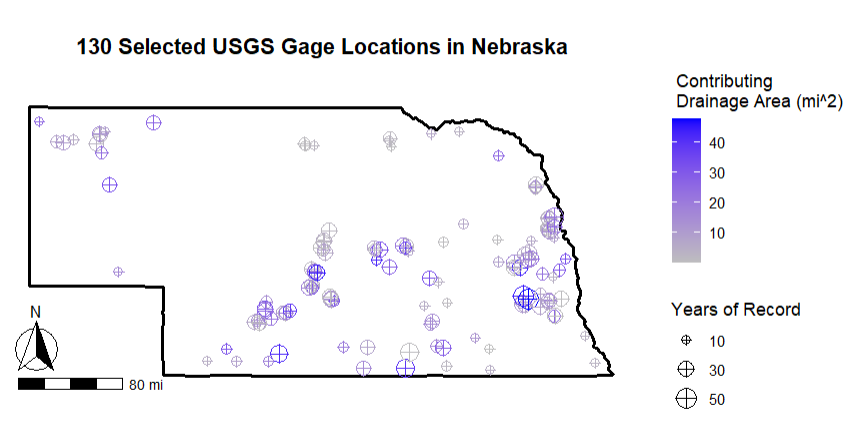 130 Selected USGS Gage Locations in Nebraska
Contributing
Drainage Area (mi^2)
40
30
20
10
Years of Record
10
30
50
N
80 mi